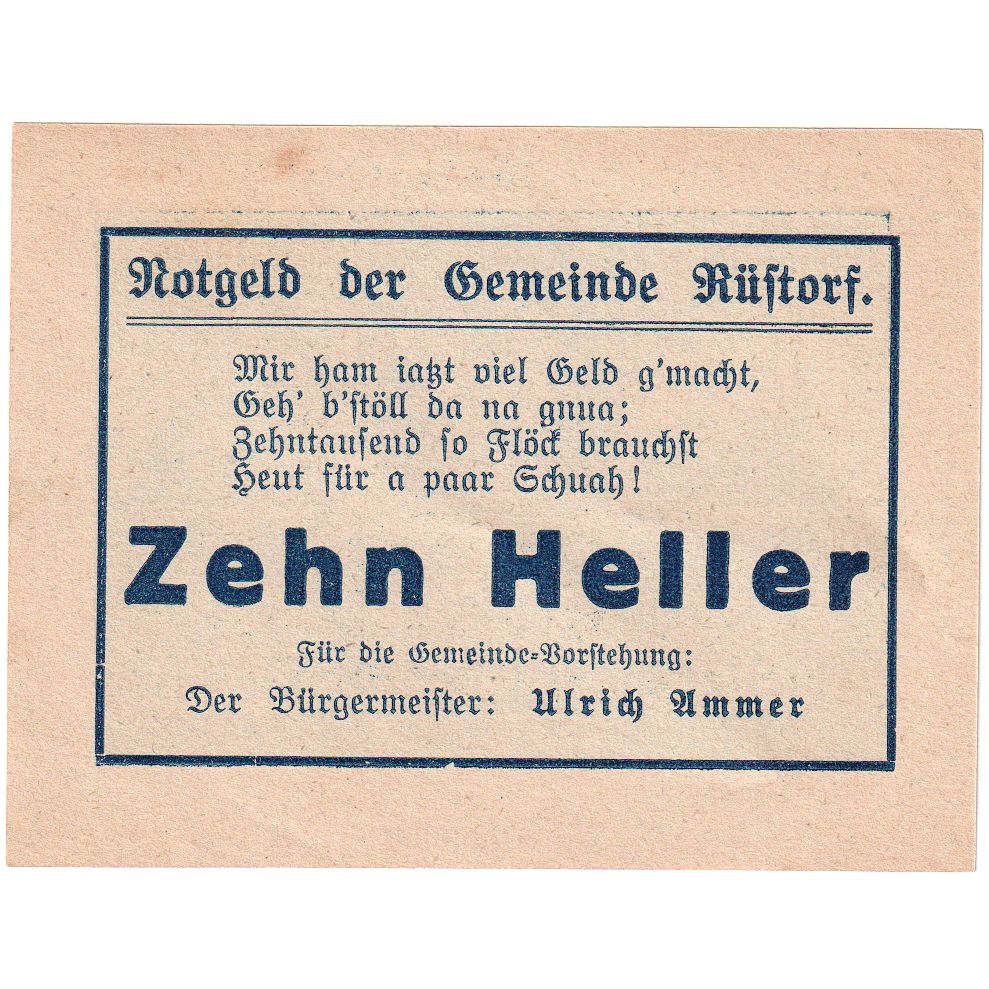 Notgeld der Gemeinde Rüstorf.
Mir ham iatzt viel Geld g'macht,
Geh' b'stöll da na gnua;
Zehntausend so Flöck brauchst
Heut für a paar Schuah!
Zehn Heller
Für die Gemeinde-Vorstehung:
Der Bürgermeister: Ulrich Ammer